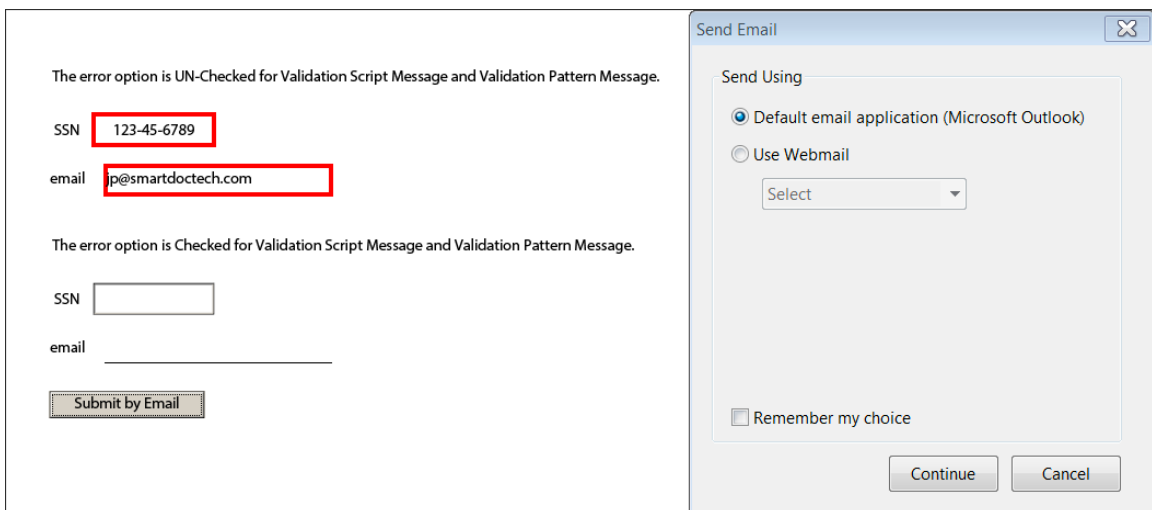 The error option is UN-Checked for Validation Script Message and Validation Pattern Message.
SSN 123-45-6789
email jp@smartdoctech.com
The error option is Checked for Validation Script Message and Validation Pattern Message.
SSN
email
Submit by Email
Send Email
Send Using
Default email application (Microsoft Outlook)
Use Webmail
Select
Remember my choice
Continue Cancel